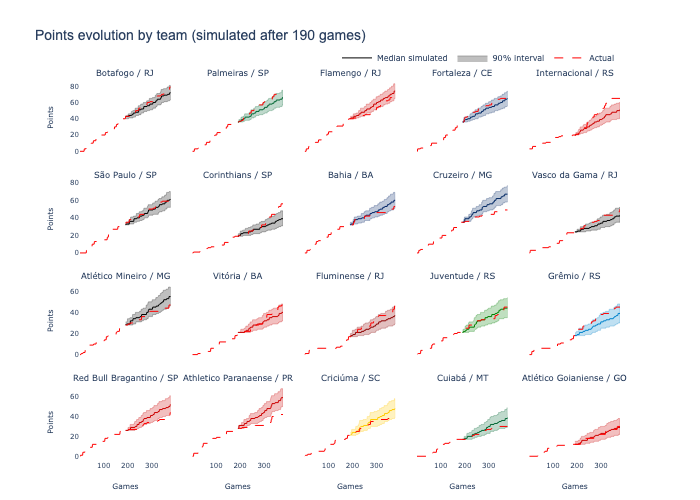 Points evolution by team (simulated after 190 games)
Median simulated 90% interval Actual
Botafogo / RJ Palmeiras / SP Flamengo / RJ Fortaleza / CE Internacional / RS
80
60
40
20
0
Points
São Paulo / SP Corinthians / SP Bahia / BA Cruzeiro / MG Vasco da Gama / RJ
80
60
40
20
0
Points
Atlético Mineiro / MG Vitória / BA Fluminense / RJ Juventude / RS Grêmio / RS
60
40
20
0
Points
Red Bull Bragantino / SP Athletico Paranaense / PR Criciúma / SC Cuiabá / MT Atlético Goianiense / GO
60
40
20
0
Points
100 200 300 100 200 300 100 200 300 100 200 300 100 200 300
Games Games Games Games Games